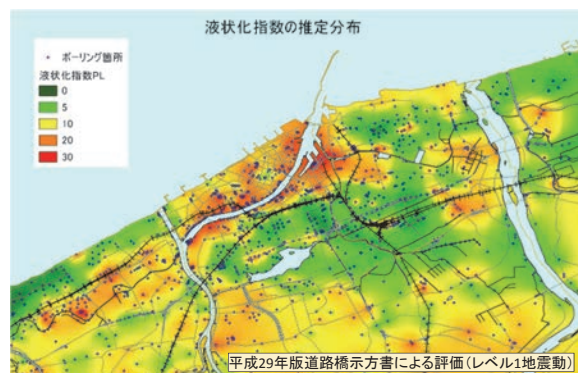 液状化指数の推定分布
ボーリング箇所
液状化指数PL
0
5
10
20
30
平成29年版道路橋示方書による評価(レベル1地震動)